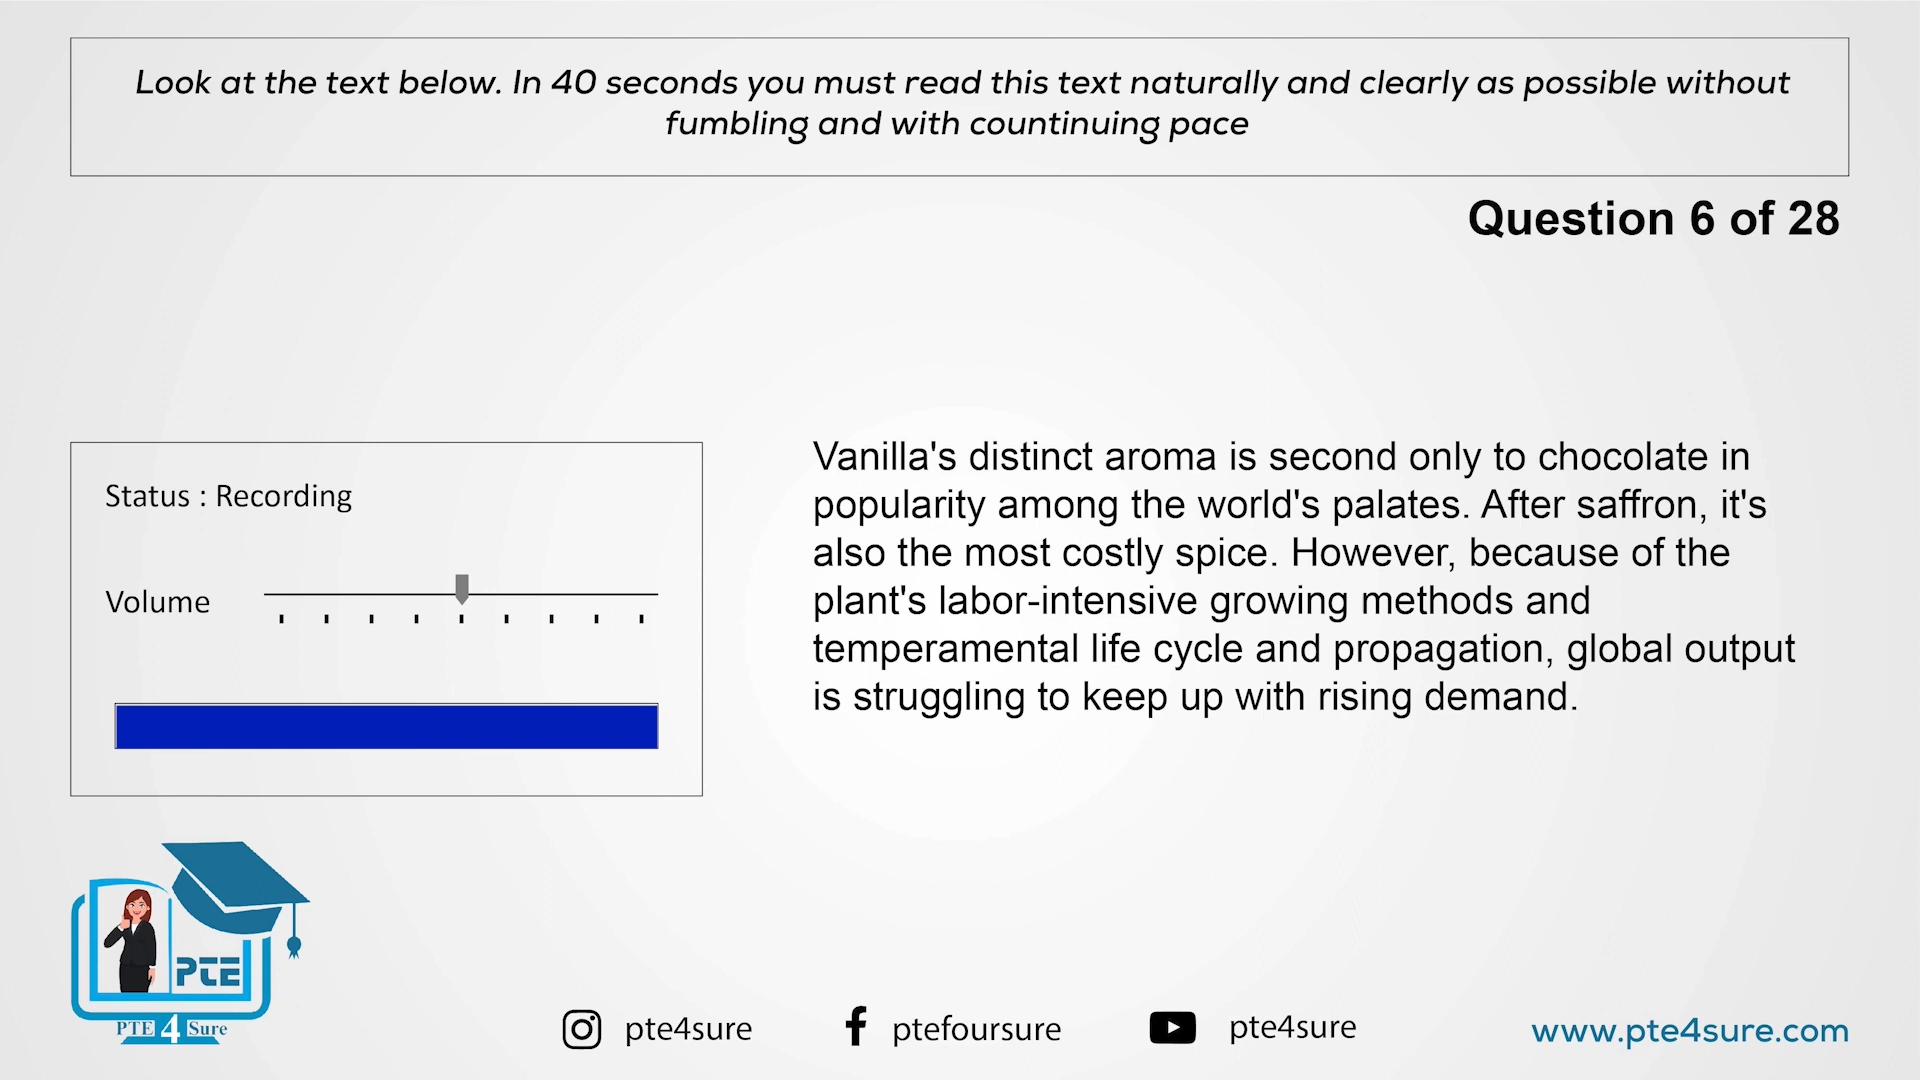 Look at the text below. In 40 seconds you must read this text naturally and clearly as possible without
fumbling and with countinuing pace
Question 6 of 28
Status : Recording
Volume
Vanilla's distinct aroma is second only to chocolate in
popularity among the world's palates. After saffron, it's
also the most costly spice. However, because of the
plant's labor-intensive growing methods and
temperamental life cycle and propagation, global output
is struggling to keep up with rising demand.
PTE
PTE 4 Sure
pte4sure
ptefoursure
pte4sure
www.pte4sure.com